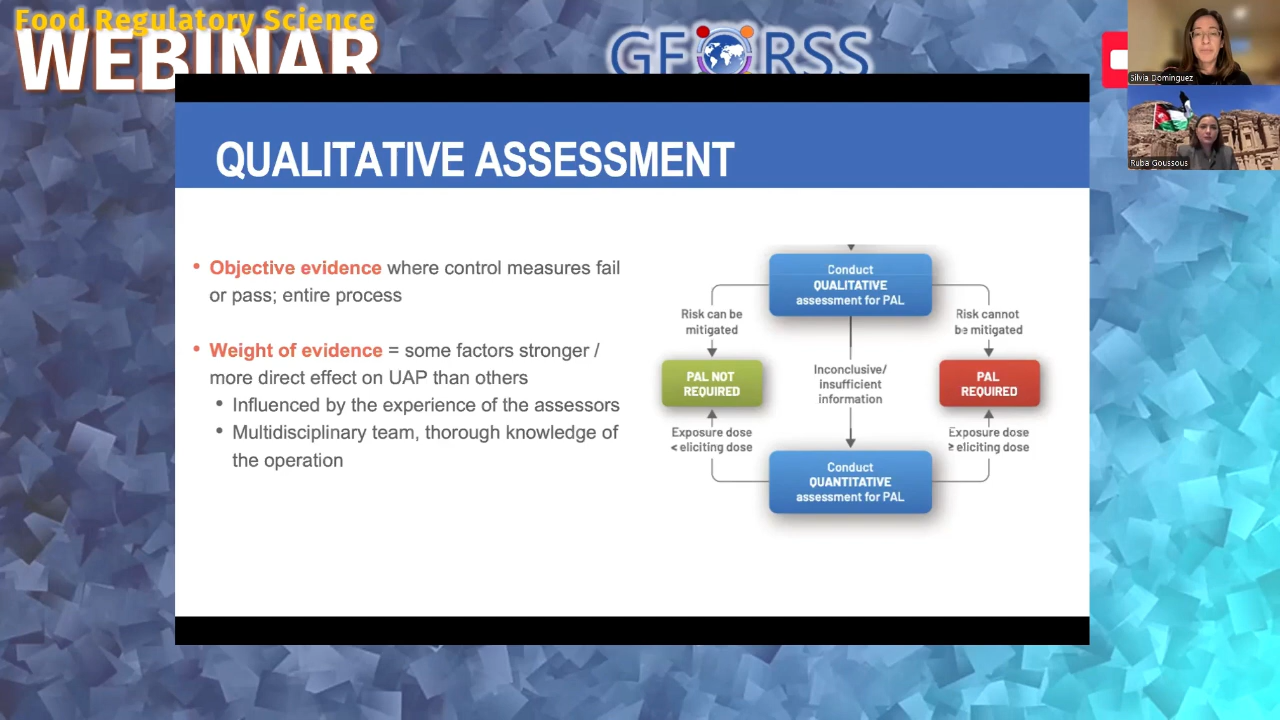 Food Regulatory Science
WEBINAR
GFORSS
Silvia Dominguez
Ruba Goussous
QUALITATIVE ASSESSMENT
• Objective evidence where control measures fail
or pass; entire process
• Weight of evidence = some factors stronger /
more direct effect on UAP than others
• Influenced by the experience of the assessors
• Multidisciplinary team, thorough knowledge of
the operation
Conduct
QUALITATIVE
assessment for PAL
Risk can be
mitigated
Risk cannot
be mitigated
PAL NOT
REQUIRED
Inconclusive/
insufficient
information
PAL
REQUIRED
Exposure dose
< eliciting dose
Exposure dose
≥ eliciting dose
Conduct
QUANTITATIVE
assessment for PAL